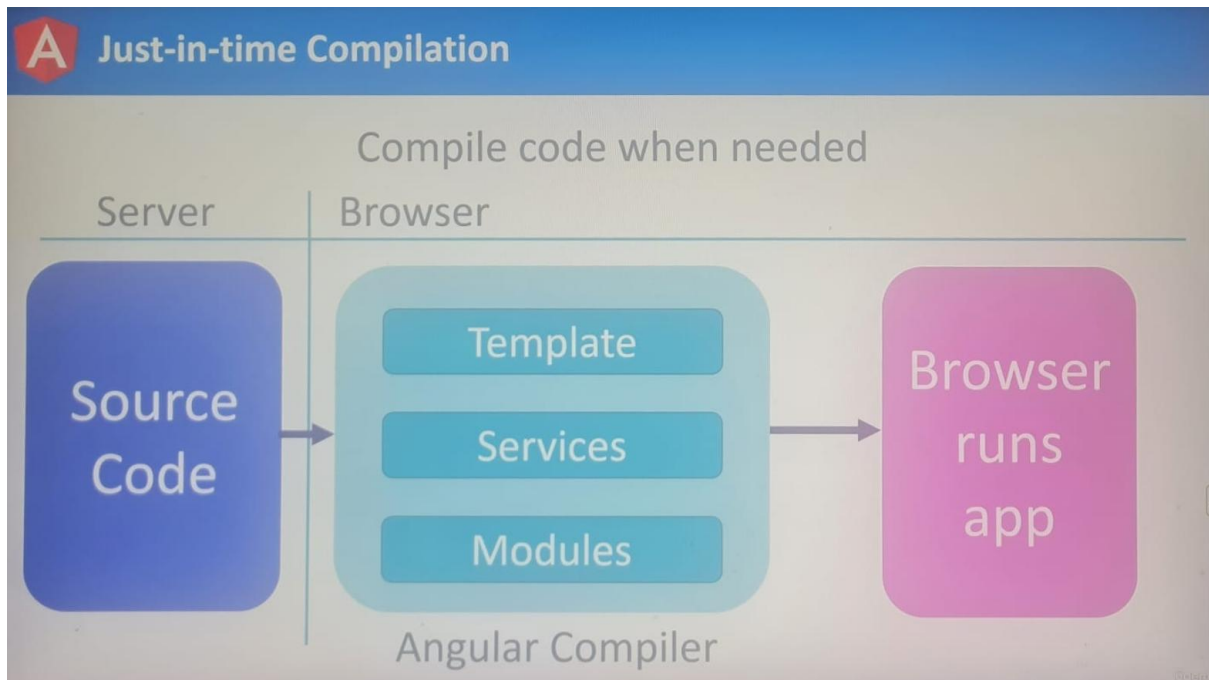 A Just-in-time Compilation
Compile code when needed
Server
Browser
Source
Code
Template
Services
Modules
Browser
runs
app
Angular Compiler